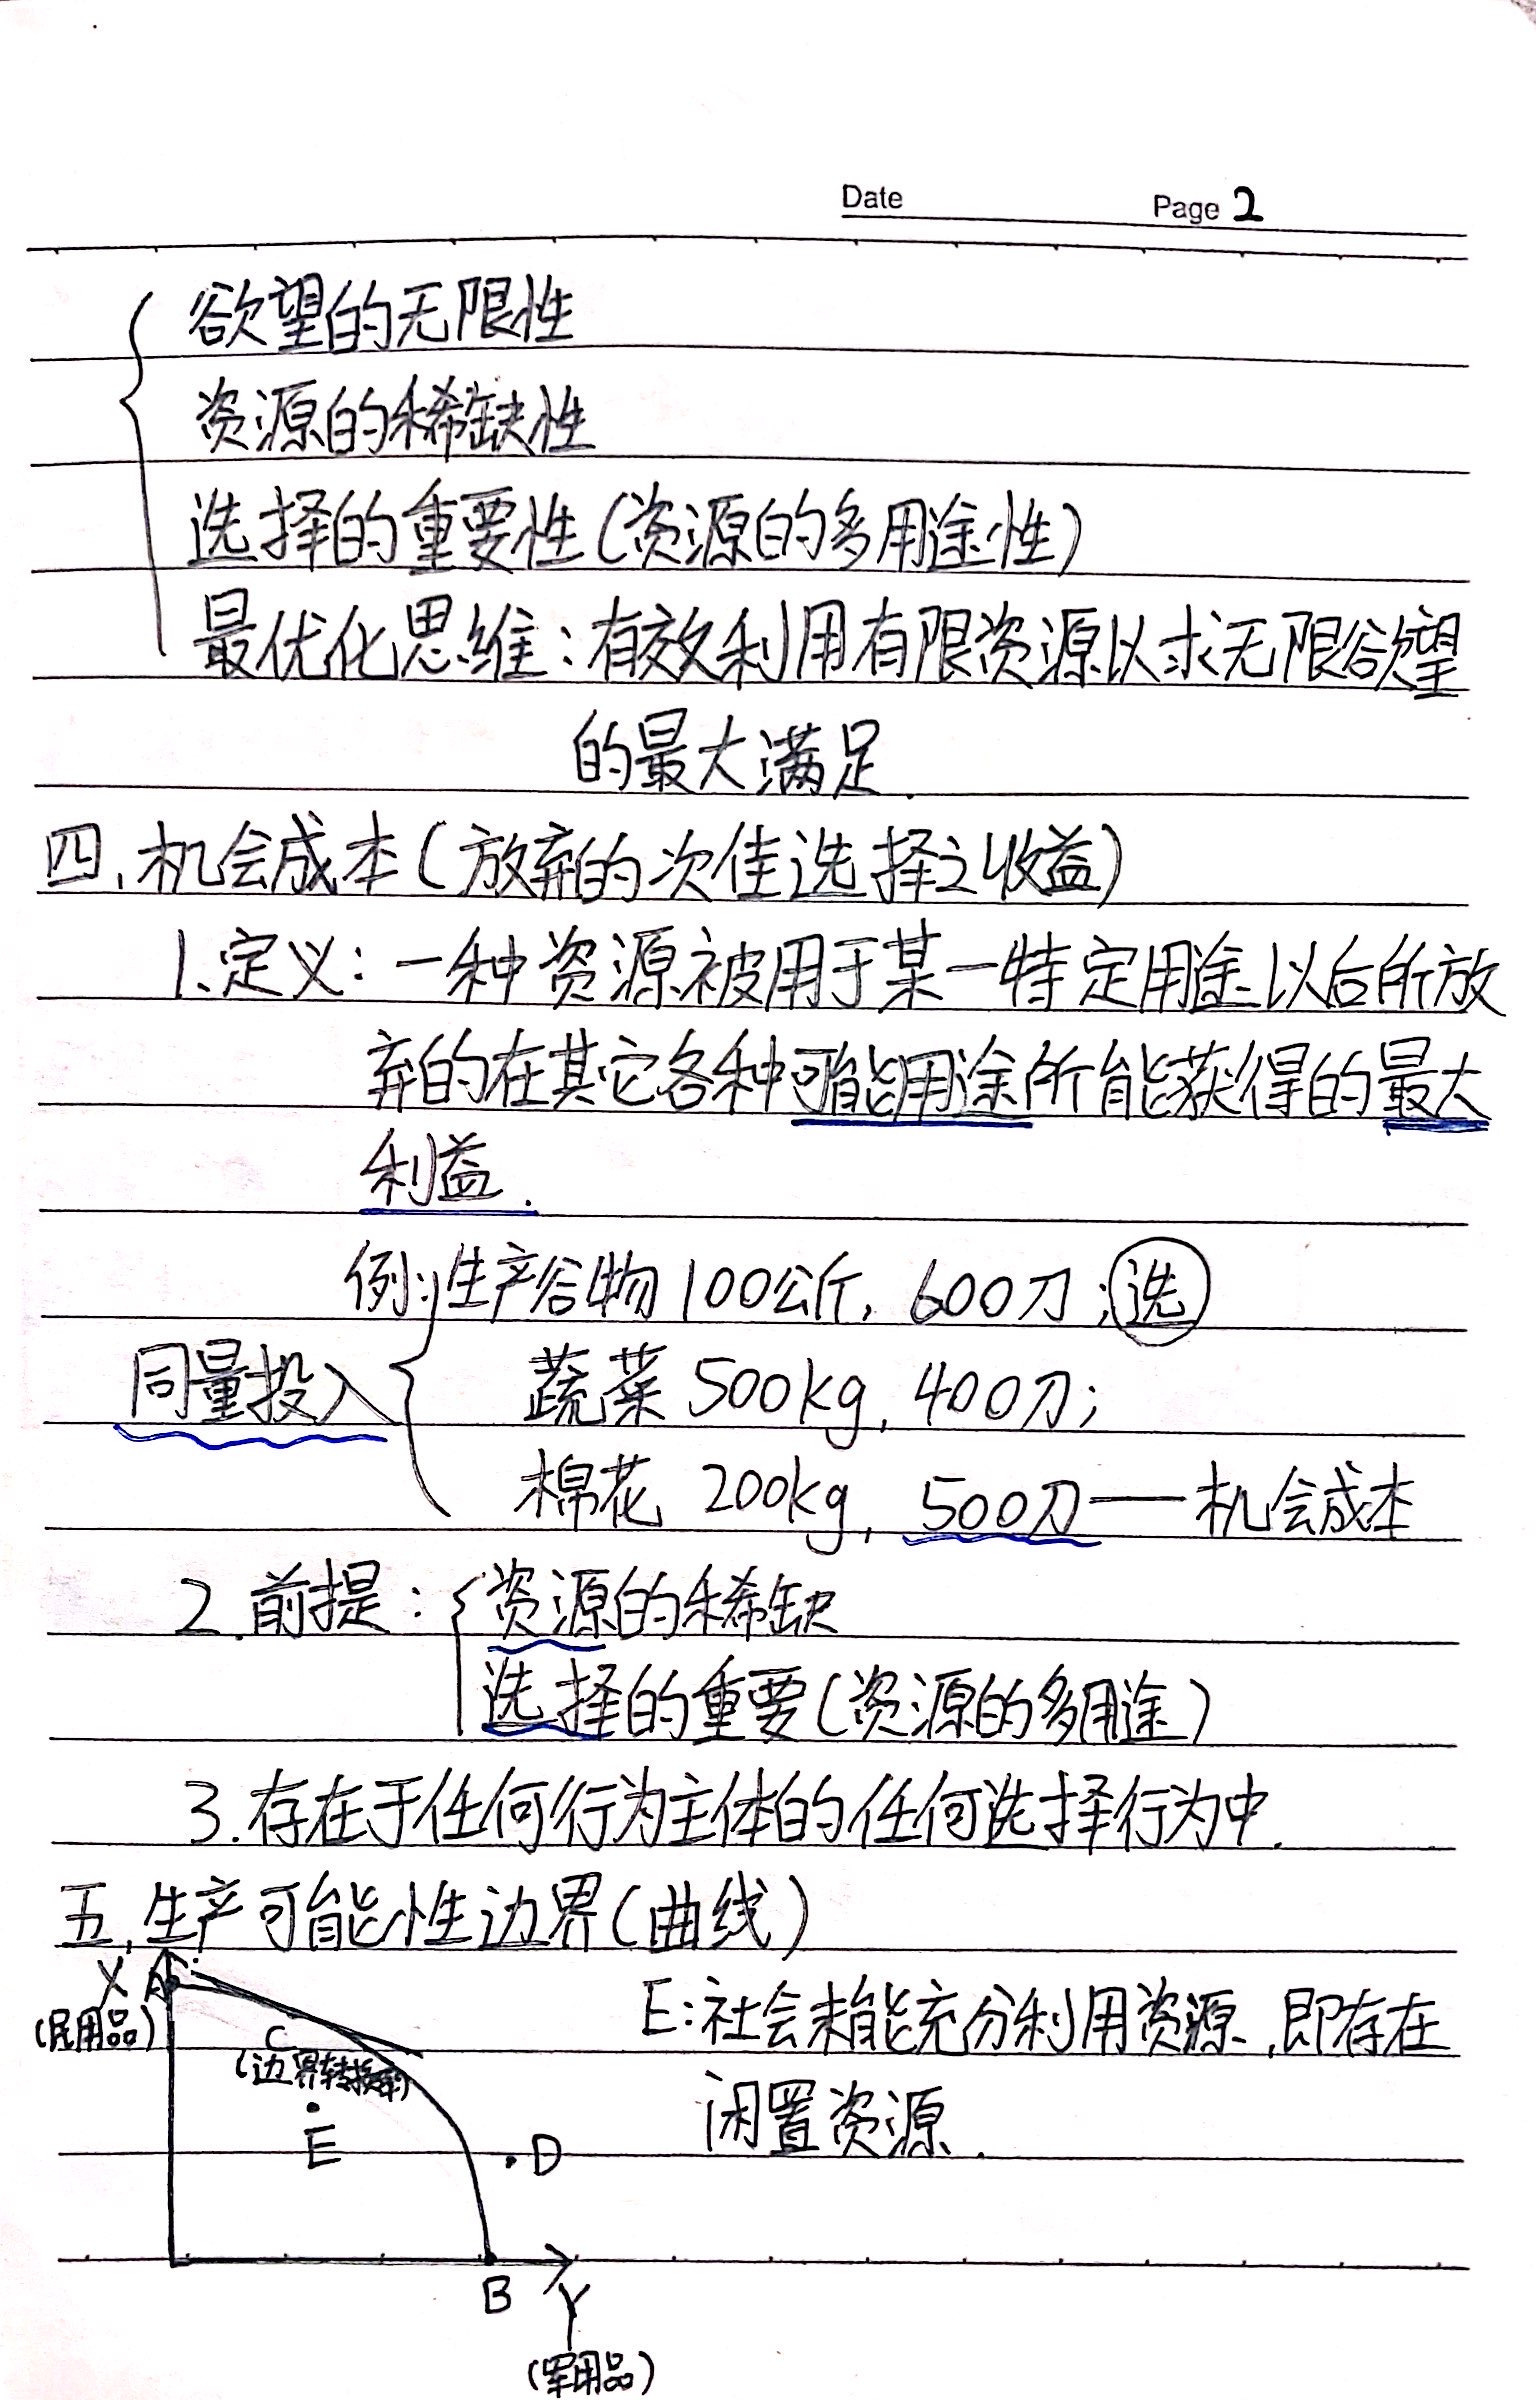 Date Page 2
欲望的无限性
资源的稀缺性
选择的重要性(资源的多用途性)
最优化思维:有效利用有限资源以求无限欲望
的最大满足.
四.机会成本(放弃的次佳选择之收益)
1.定义:一种资源被用于某一特定用途以后所放
弃的在其它各种可能用途所能获得的最大
利益.
例:生产谷物100公斤,600刀;选
同量投入 蔬菜500kg,400刀;
棉花 200kg,500刀——机会成本
2.前提:资源的稀缺
选择的重要(资源的多用途)
3.存在于任何行为主体的任何选择行为中.
五.生产可能性边界(曲线)
X A
(民用品)
E:社会未能充分利用资源,即存在
闲置资源.
C
(边界转换率)
E
D
B Y
(军用品)